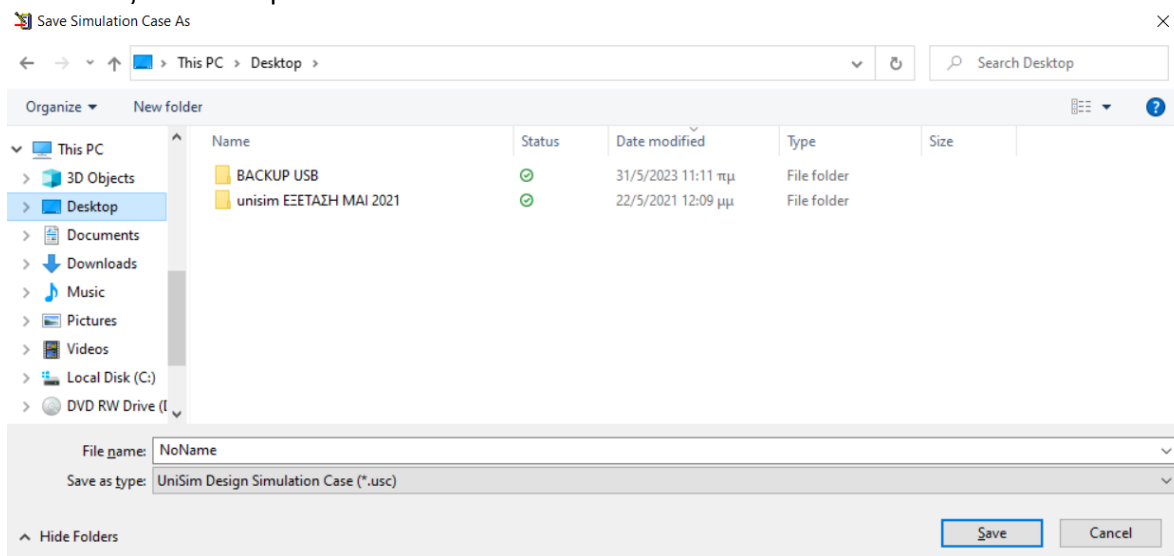 Save Simulation Case As
This PC > Desktop >
Search Desktop
Organize
New folder
Name Status Date modified Type Size
This PC
3D Objects
Desktop
Documents
Downloads
Music
Pictures
Videos
Local Disk (C:)
DVD RW Drive (
BACKUP USB 31/5/2023 11:11 πμ File folder
unisim ΕΞΕΤΑΣΗ ΜΑΙ 2021 22/5/2021 12:09 μμ File folder
File name: NoName
Save as type: UniSim Design Simulation Case (*.usc)
Hide Folders
Save Cancel